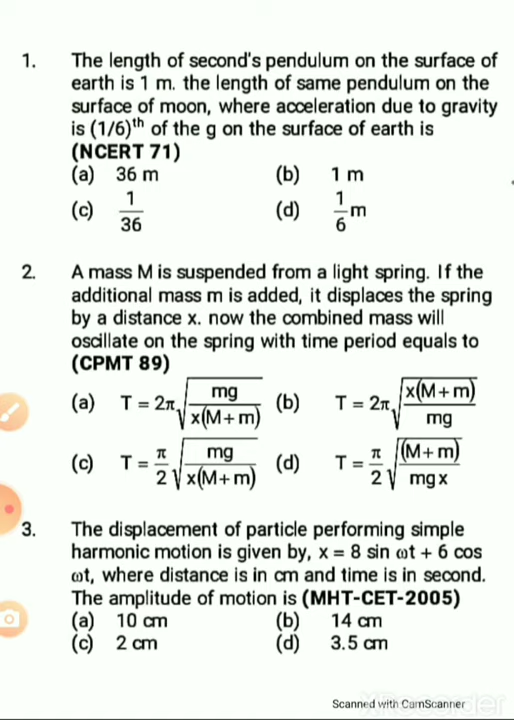 1. The length of second's pendulum on the surface of
earth is 1 m. the length of same pendulum on the
surface of moon, where acceleration due to gravity
is (1/6)th of the g on the surface of earth is
(NCERT 71)
(a) 36 m (b) 1 m
(c) 1/36 (d) 1/6 m
2. A mass M is suspended from a light spring. If the
additional mass m is added, it displaces the spring
by a distance x. now the combined mass will
oscillate on the spring with time period equals to
(CPMT 89)
(a) T = 2π√(mg/x(M+m)) (b) T = 2π√(x(M+m)/mg)
(c) T = π/2√(mg/x(M+m)) (d) T = π/2√((M+m)/mgx)
3. The displacement of particle performing simple
harmonic motion is given by, x = 8 sin ωt + 6 cos
ωt, where distance is in cm and time is in second.
The amplitude of motion is (MHT-CET-2005)
(a) 10 cm (b) 14 cm
(c) 2 cm (d) 3.5 cm
Scanned with CamScanner
XRecorder